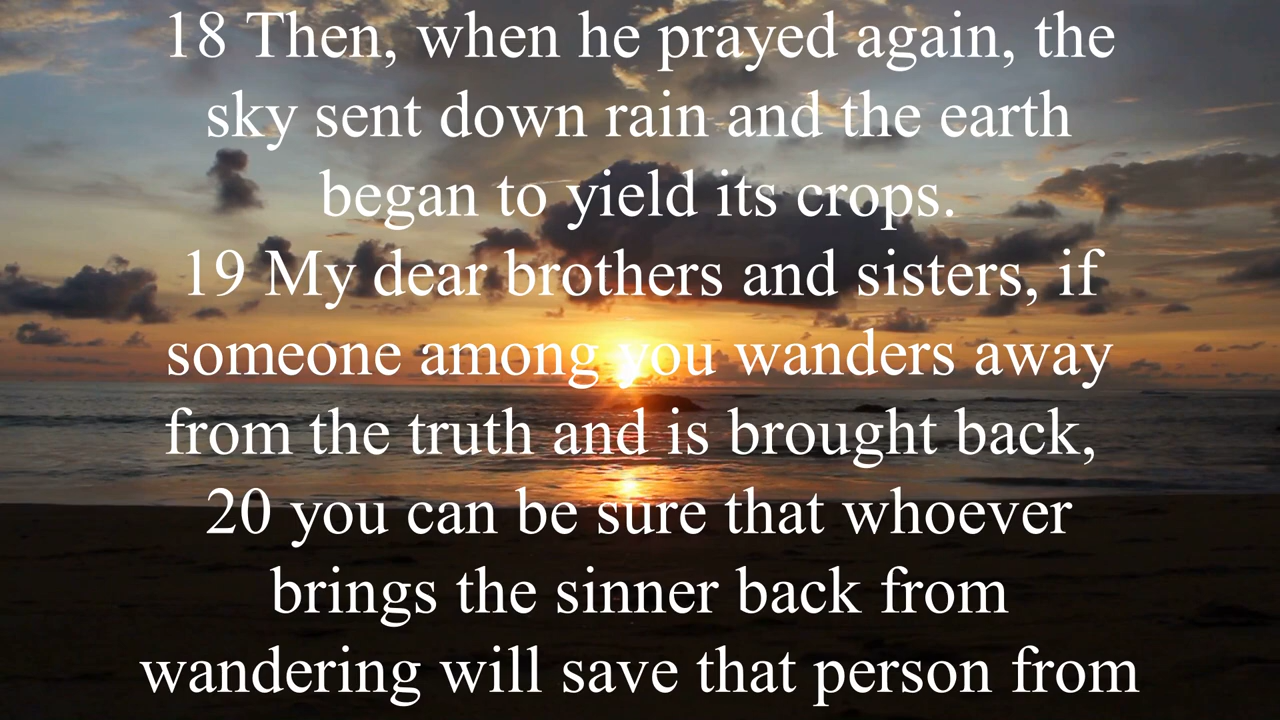 18 Then, when he prayed again, the
sky sent down rain and the earth
began to yield its crops.
19 My dear brothers and sisters, if
someone among you wanders away
from the truth and is brought back,
20 you can be sure that whoever
brings the sinner back from
wandering will save that person from